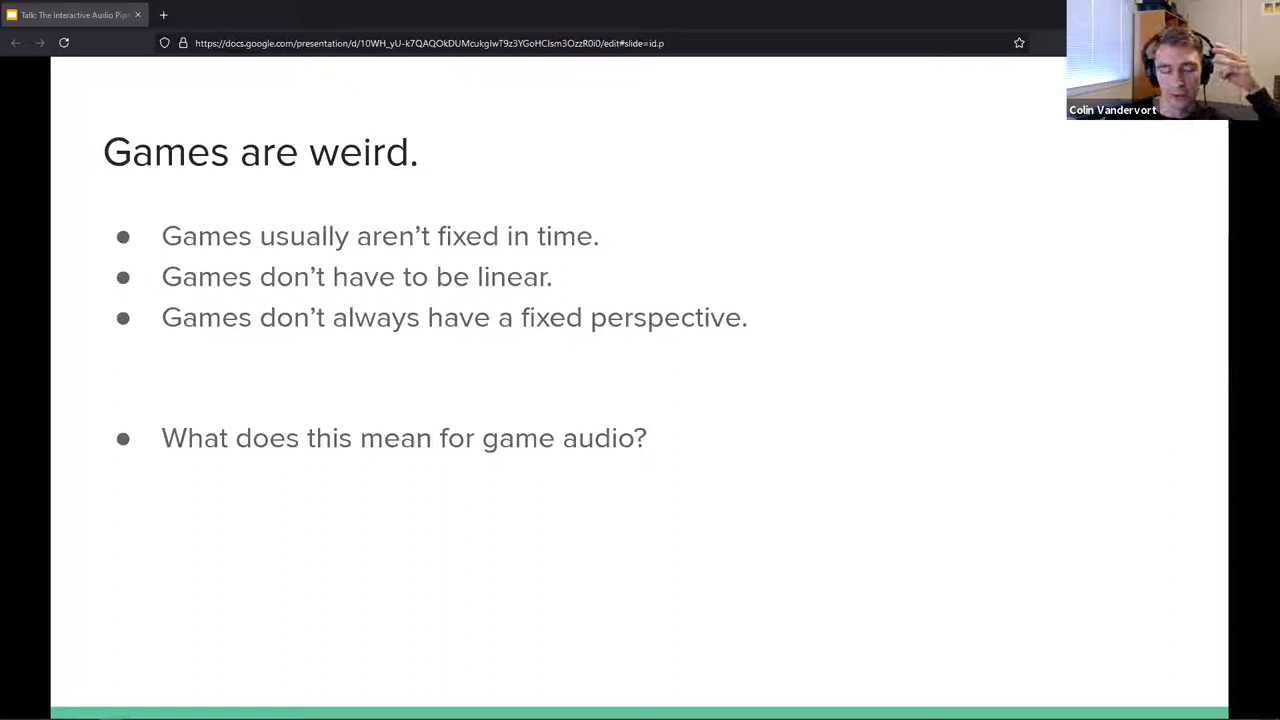 Talk: The Interactive Audio Pipe
https://docs.google.com/presentation/d/10WH_yU-k7QAQOkDUMcukgIwT9z3YGoHCIsm3OzzR0i0/edit#slide=id.p
Colin Vandervort
Games are weird.
● Games usually aren’t fixed in time.
● Games don’t have to be linear.
● Games don’t always have a fixed perspective.
● What does this mean for game audio?